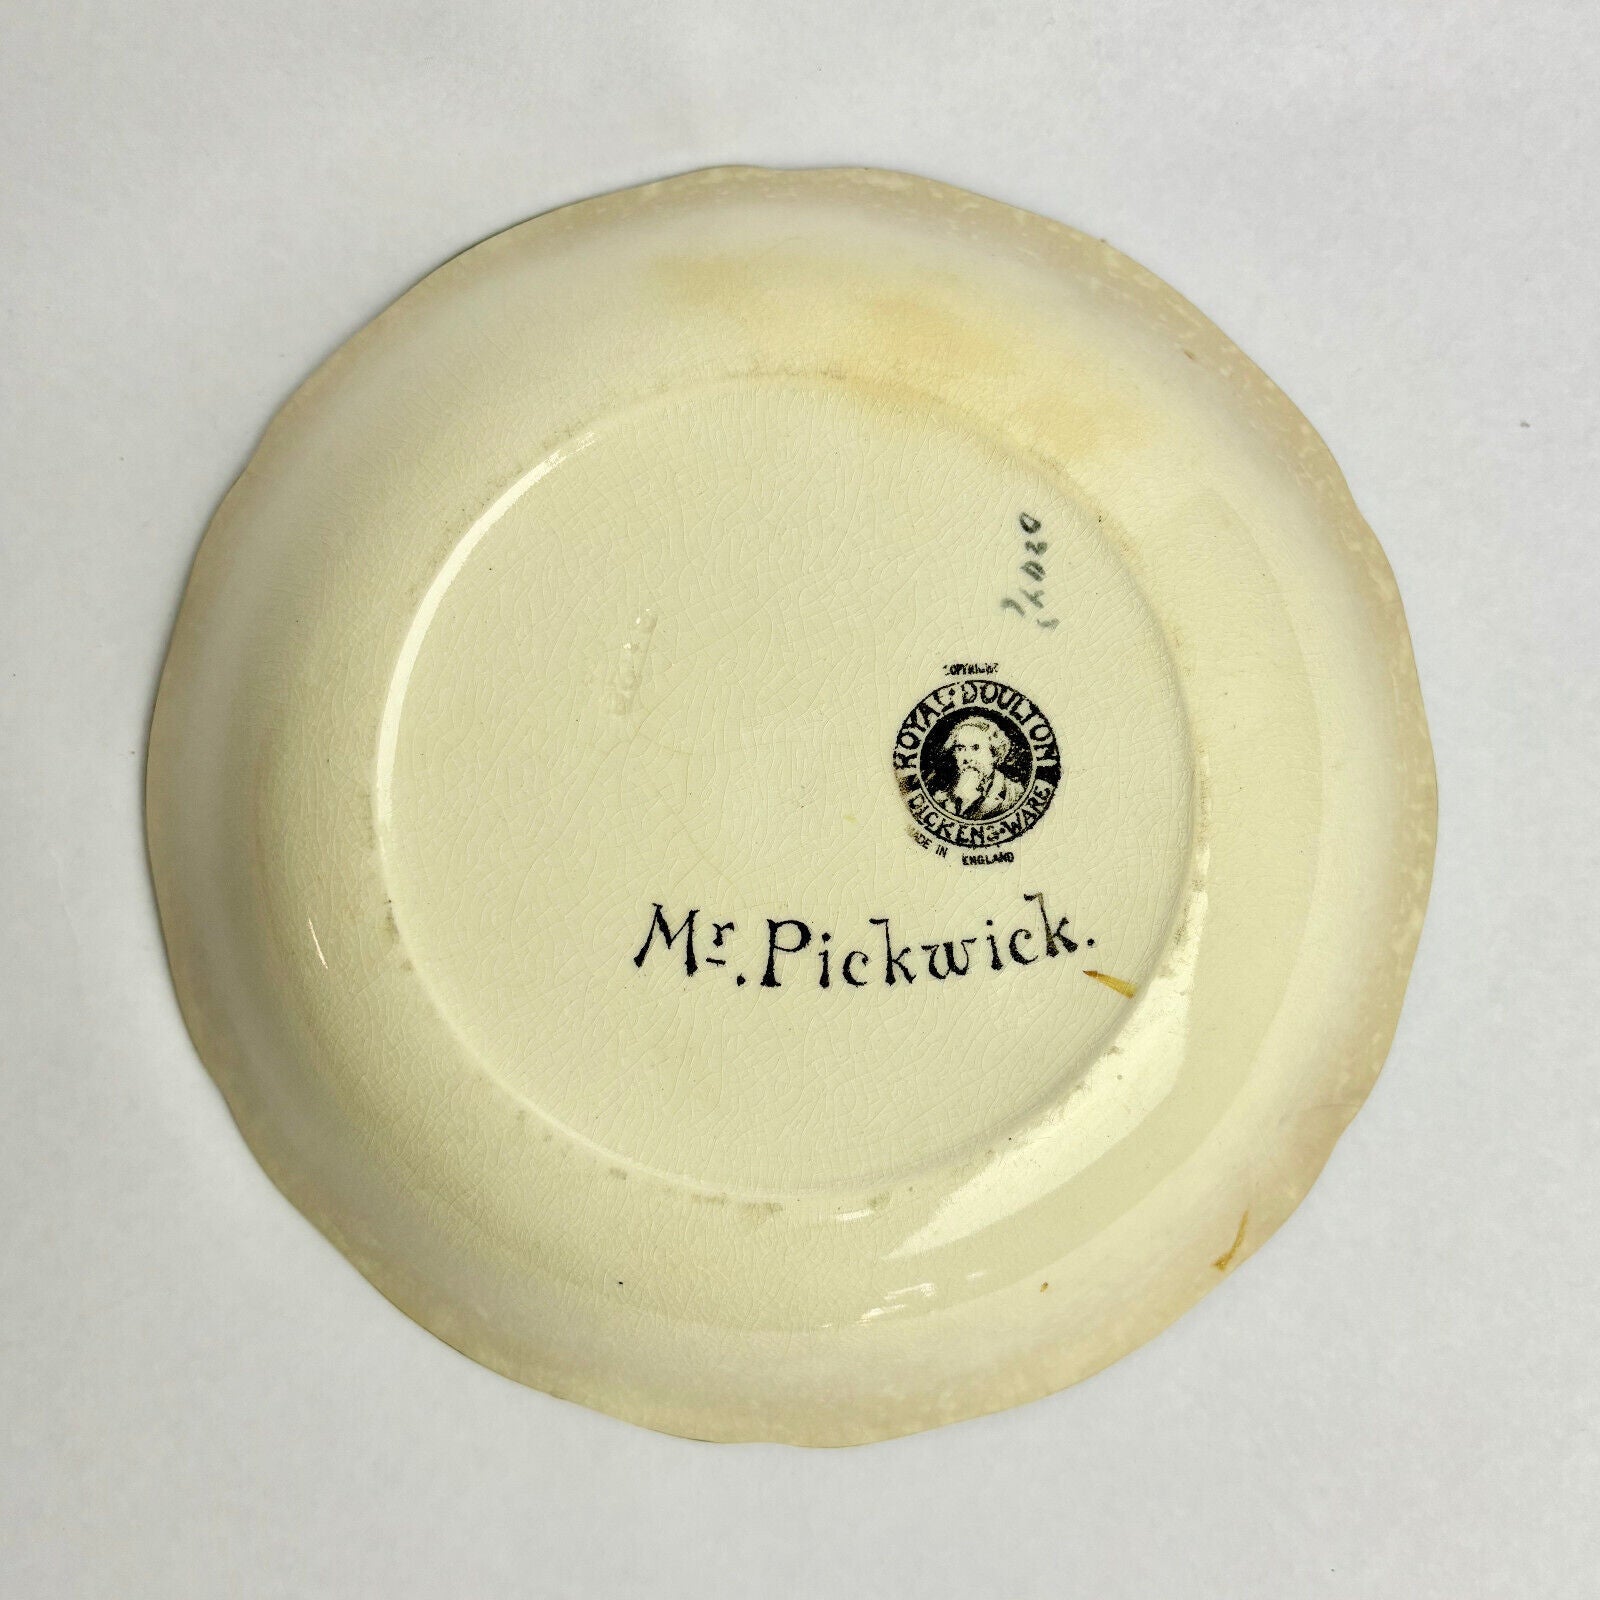 COPYRIGHT
ROYAL·DOULTON
DICKENS·WARE
MADE IN ENGLAND
Mr. Pickwick.